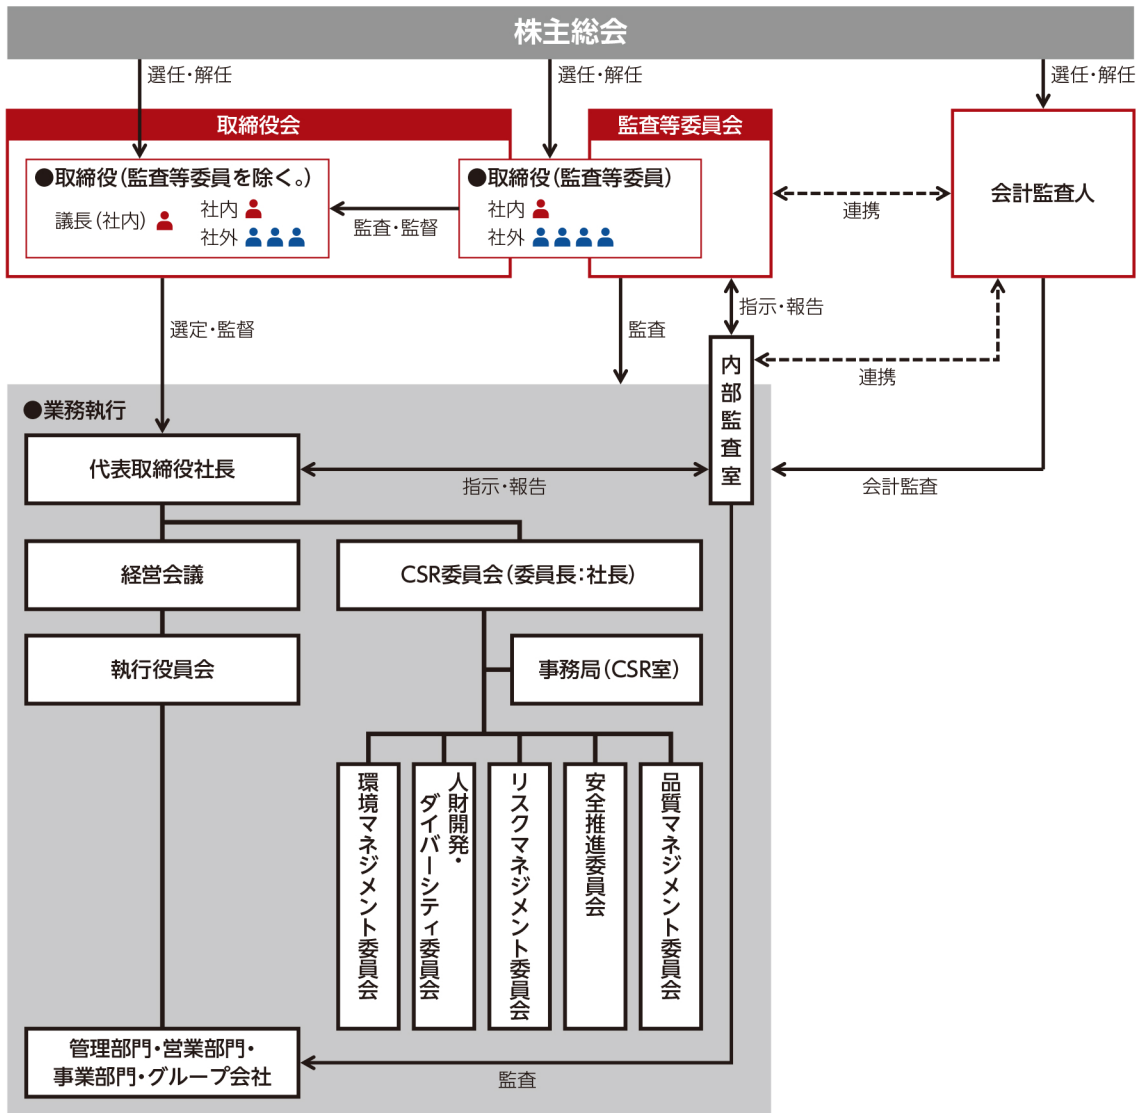 株主総会
選任・解任
選任・解任
選任・解任
取締役会
監査等委員会
●取締役(監査等委員を除く。)
議長(社内)
社内
社外
監査・監督
●取締役(監査等委員)
社内
社外
連携
会計監査人
選定・監督
監査
指示・報告
連携
●業務執行
代表取締役社長
指示・報告
内部監査室
会計監査
経営会議
CSR委員会(委員長:社長)
執行役員会
事務局(CSR室)
環境マネジメント委員会
人財開発・
ダイバーシティ委員会
リスクマネジメント委員会
安全推進委員会
品質マネジメント委員会
管理部門・営業部門・
事業部門・グループ会社
監査